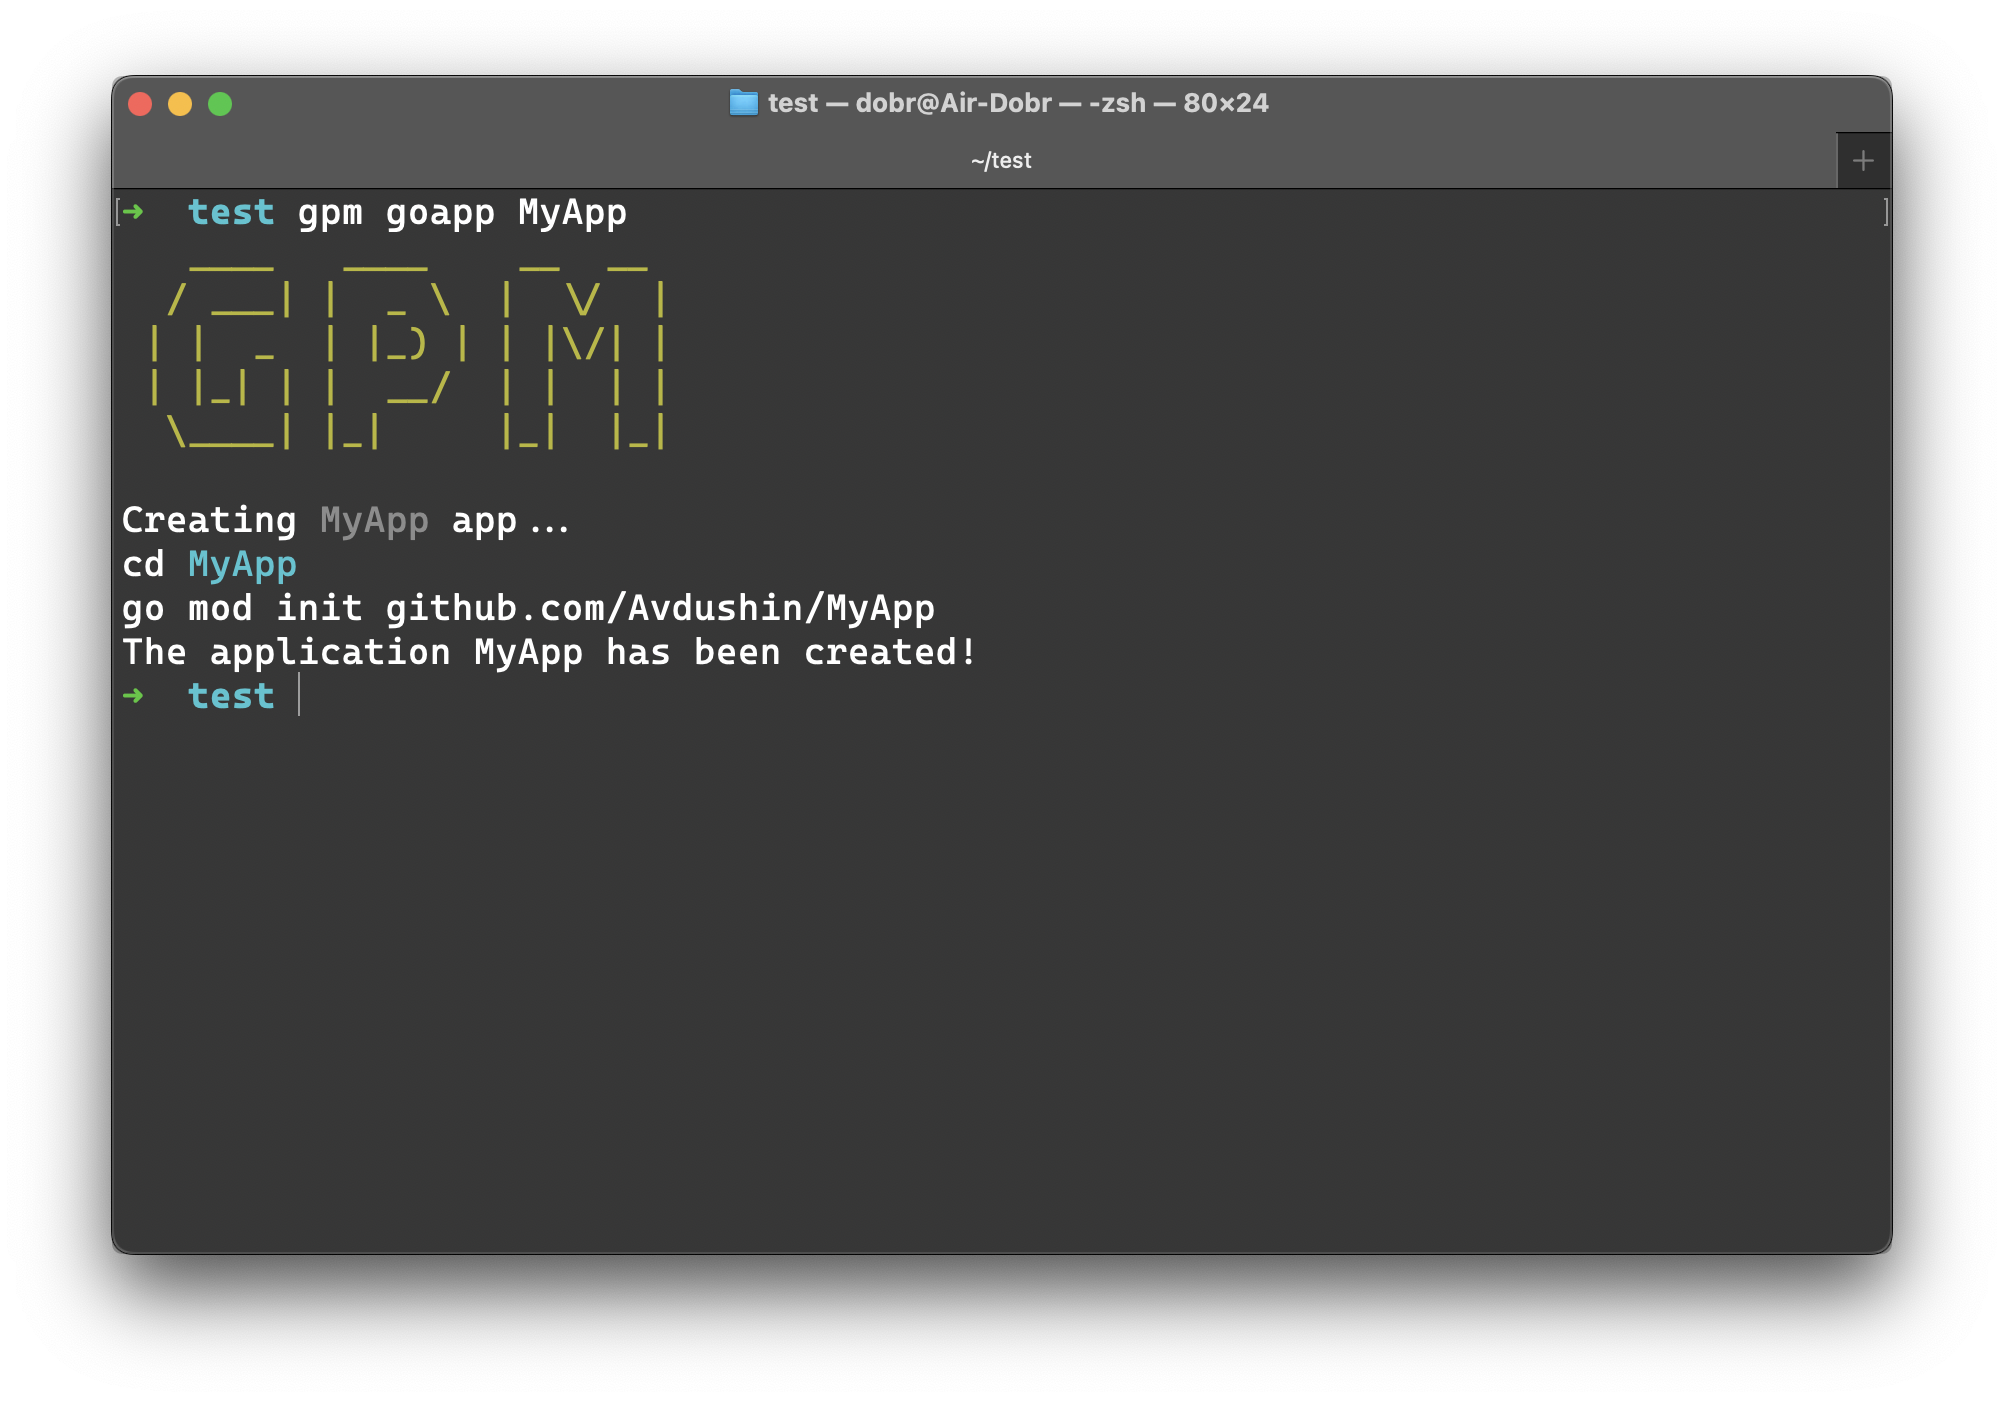 test — dobr@Air-Dobr — -zsh — 80×24
~/test
[➜  test gpm goapp MyApp ]
   ____   ____    __  __
  / ___| |  _ \  |  \/  |
 | |  _  | |_) | | |\/| |
 | |_| | |  __/  | |  | |
  \____| |_|     |_|  |_|
Creating MyApp app...
cd MyApp
go mod init github.com/Avdushin/MyApp
The application MyApp has been created!
➜  test